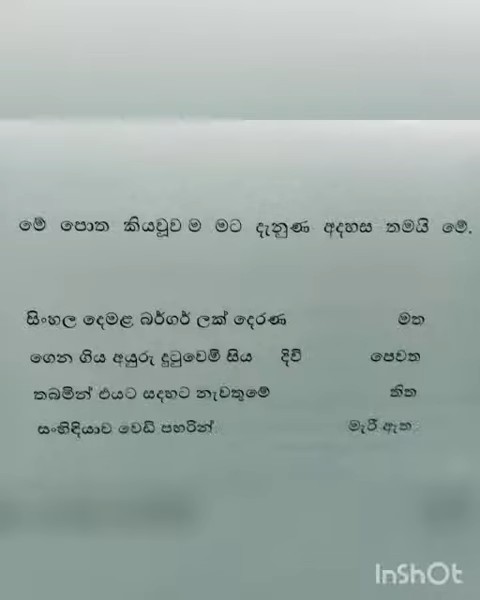 මේ පොත කියවූව ම මට දැනුණ අදහස තමයි මේ.
සිංහල දෙමළ බර්ගර් ලක් දෙරණ මත
ගෙන ගිය අයුරු දුටුවෙමි සිය දිවි පෙවත
තබමින් එයට සදහට නැවතුමේ තිත
සංහිඳියාව වෙඩි පහරින් මැරී ඇත
InShOt